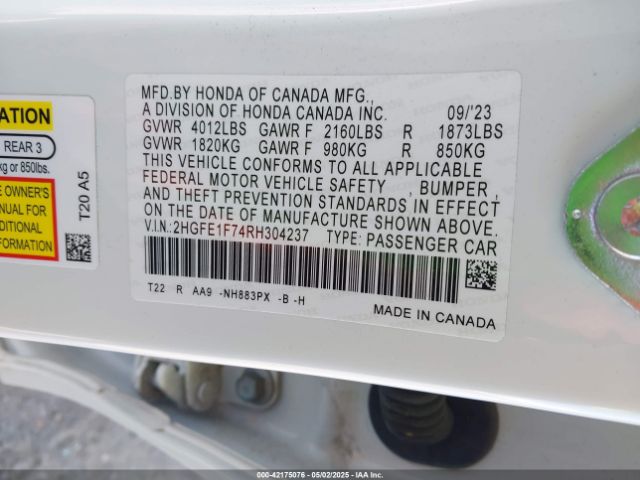 ATION
REAR 3
kg or 850lbs.
E OWNER'S
ANUAL FOR
DDITIONAL
FORMATION
T20 A5
MFD.BY HONDA OF CANADA MFG.,
A DIVISION OF HONDA CANADA INC. 09/'23
GVWR 4012LBS GAWR F 2160LBS R 1873LBS
GVWR 1820KG GAWR F 980KG R 850KG
THIS VEHICLE CONFORMS TO ALL APPLICABLE
FEDERAL MOTOR VEHICLE SAFETY , BUMPER,
AND THEFT PREVENTION STANDARDS IN EFFECT
ON THE DATE OF MANUFACTURE SHOWN ABOVE.
V.I.N.:2HGFE1F74RH304237 TYPE: PASSENGER CAR
T22 R AA9 -NH883PX -B -H
MADE IN CANADA
000-42175076 - 05/02/2025 - IAA Inc.